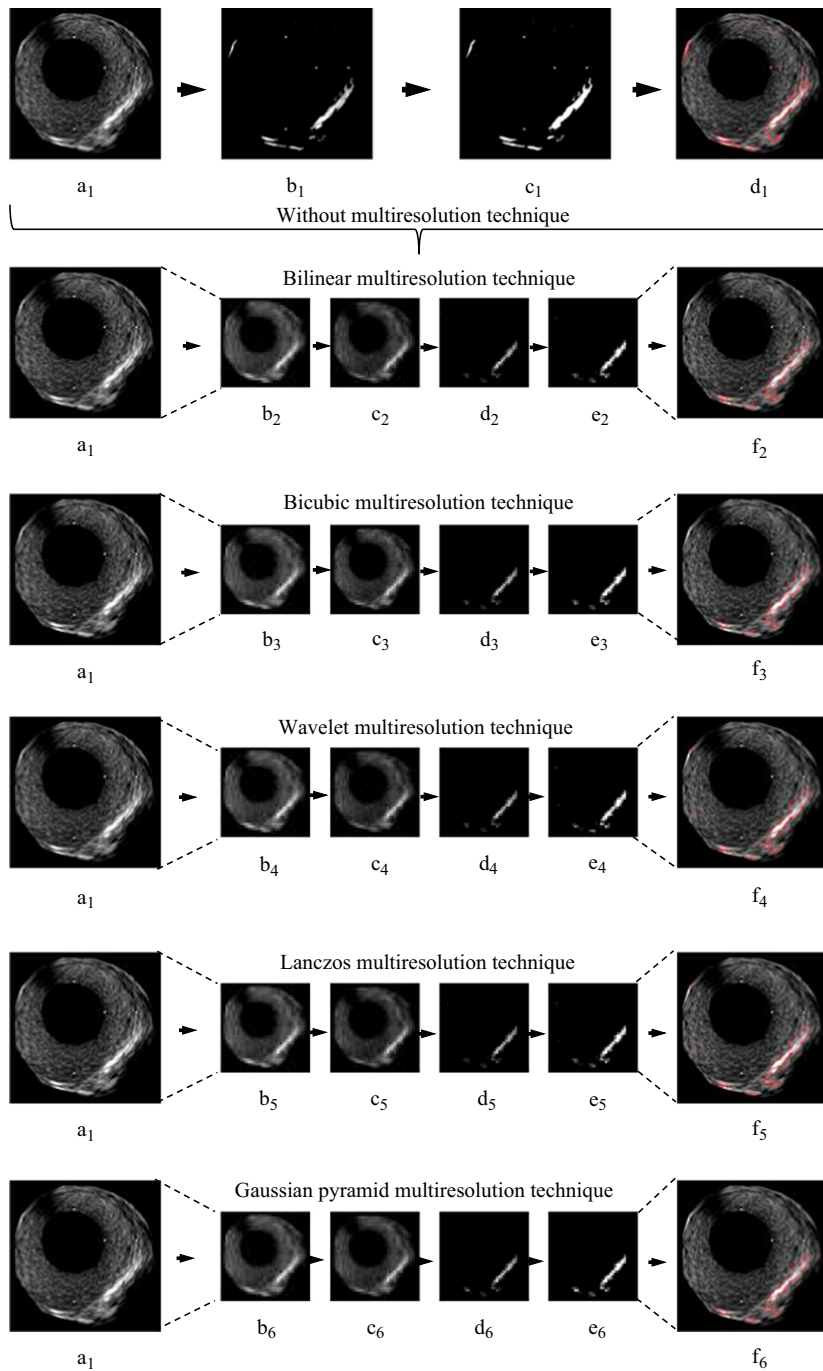 a1 b1 c1 d1
Without multiresolution technique
Bilinear multiresolution technique
a1 b2 c2 d2 e2 f2
Bicubic multiresolution technique
a1 b3 c3 d3 e3 f3
Wavelet multiresolution technique
a1 b4 c4 d4 e4 f4
Lanczos multiresolution technique
a1 b5 c5 d5 e5 f5
Gaussian pyramid multiresolution technique
a1 b6 c6 d6 e6 f6